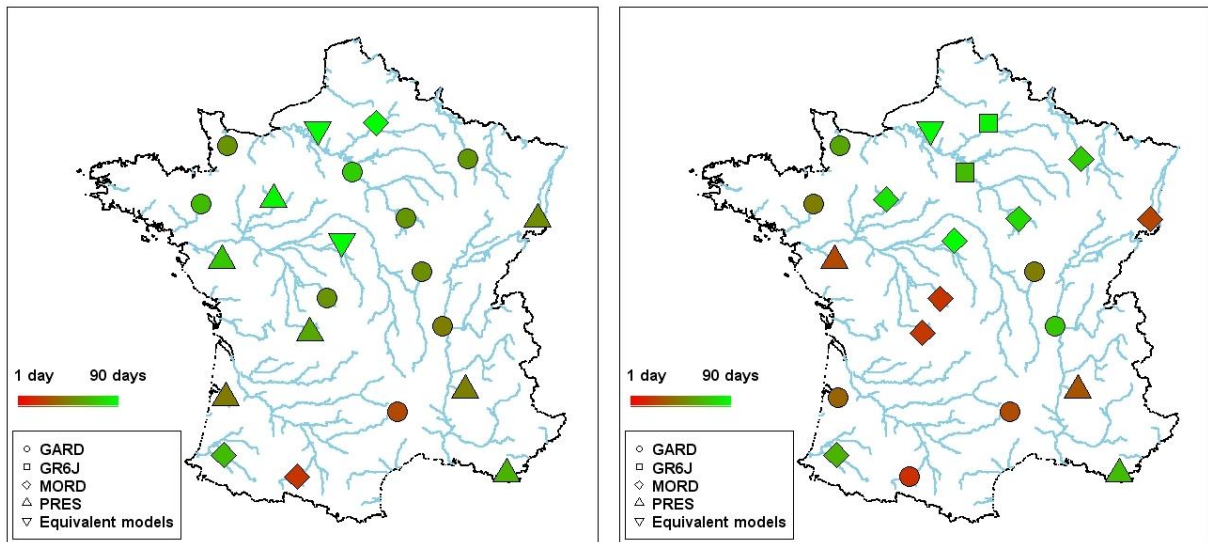 1 day 90 days
GARD
GR6J
MORD
PRES
Equivalent models
1 day 90 days
GARD
GR6J
MORD
PRES
Equivalent models